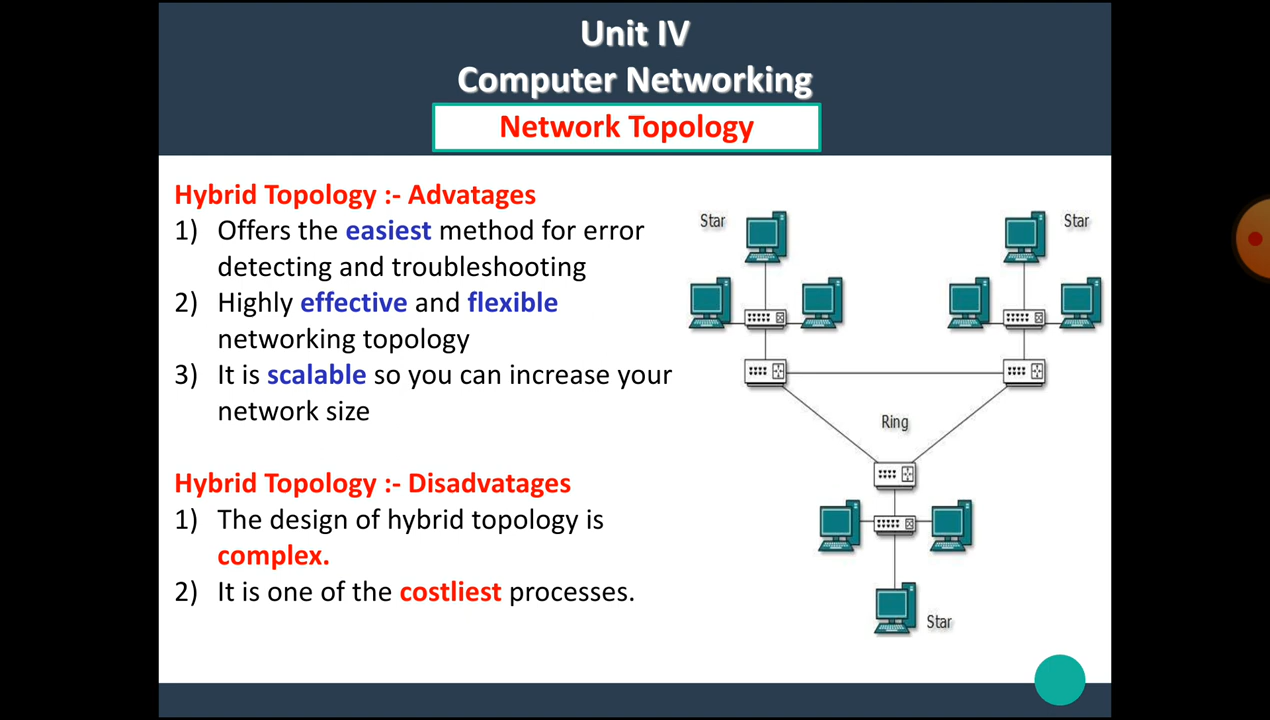 Unit IV
Computer Networking
Network Topology
Hybrid Topology :- Advatages
1) Offers the easiest method for error
detecting and troubleshooting
2) Highly effective and flexible
networking topology
3) It is scalable so you can increase your
network size
Hybrid Topology :- Disadvatages
1) The design of hybrid topology is
complex.
2) It is one of the costliest processes.
Star
Star
Ring
Star